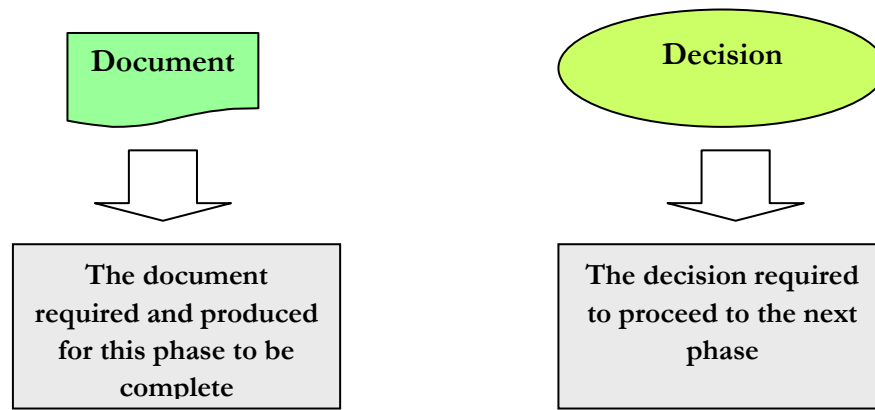 Document
Decision
The document
required and produced
for this phase to be
complete
The decision required
to proceed to the next
phase